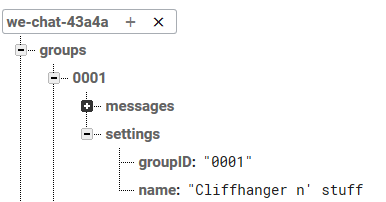 we-chat-43a4a + ×
groups
0001
messages
settings
groupID: "0001"
name: "Cliffhanger n' stuff